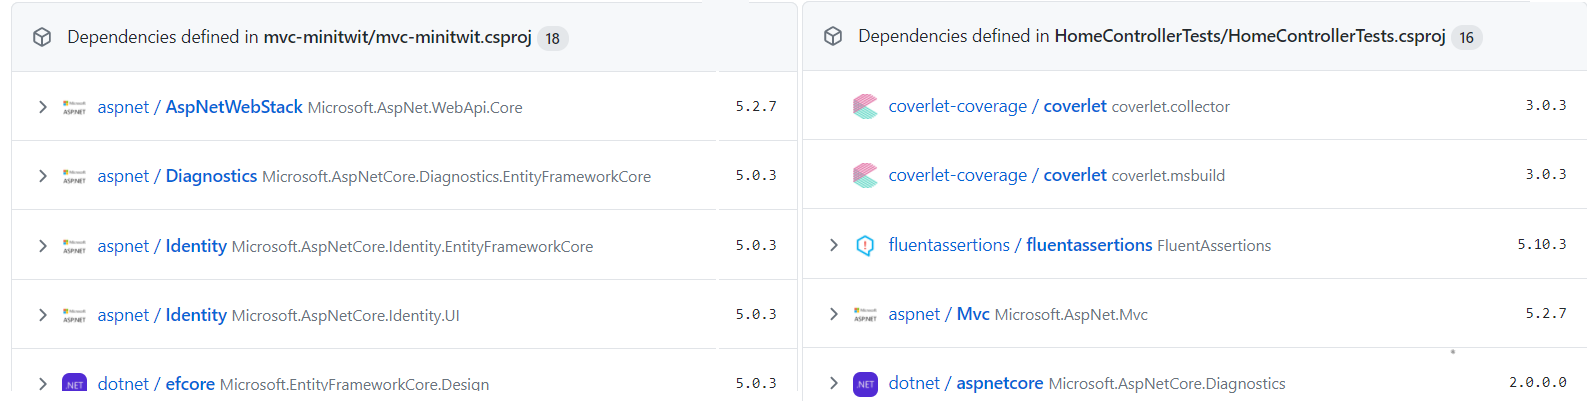 Dependencies defined in mvc-minitwit/mvc-minitwit.csproj 18
aspnet / AspNetWebStack Microsoft.AspNet.WebApi.Core 5.2.7
aspnet / Diagnostics Microsoft.AspNetCore.Diagnostics.EntityFrameworkCore 5.0.3
aspnet / Identity Microsoft.AspNetCore.Identity.EntityFrameworkCore 5.0.3
aspnet / Identity Microsoft.AspNetCore.Identity.UI 5.0.3
.NET dotnet / efcore Microsoft.EntityFrameworkCore.Design 5.0.3
Dependencies defined in HomeControllerTests/HomeControllerTests.csproj 16
coverlet-coverage / coverlet coverlet.collector 3.0.3
coverlet-coverage / coverlet coverlet.msbuild 3.0.3
fluentassertions / fluentassertions FluentAssertions 5.10.3
aspnet / Mvc Microsoft.AspNet.Mvc 5.2.7
.NET dotnet / aspnetcore Microsoft.AspNetCore.Diagnostics 2.0.0.0